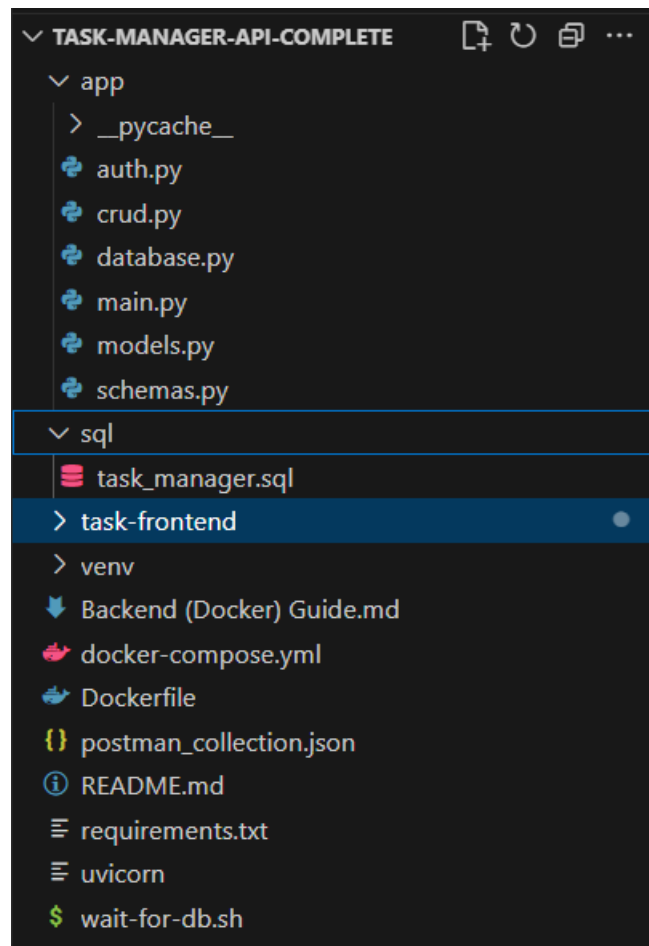 TASK-MANAGER-API-COMPLETE
app
__pycache__
auth.py
crud.py
database.py
main.py
models.py
schemas.py
sql
task_manager.sql
task-frontend
venv
Backend (Docker) Guide.md
docker-compose.yml
Dockerfile
postman_collection.json
README.md
requirements.txt
uvicorn
wait-for-db.sh